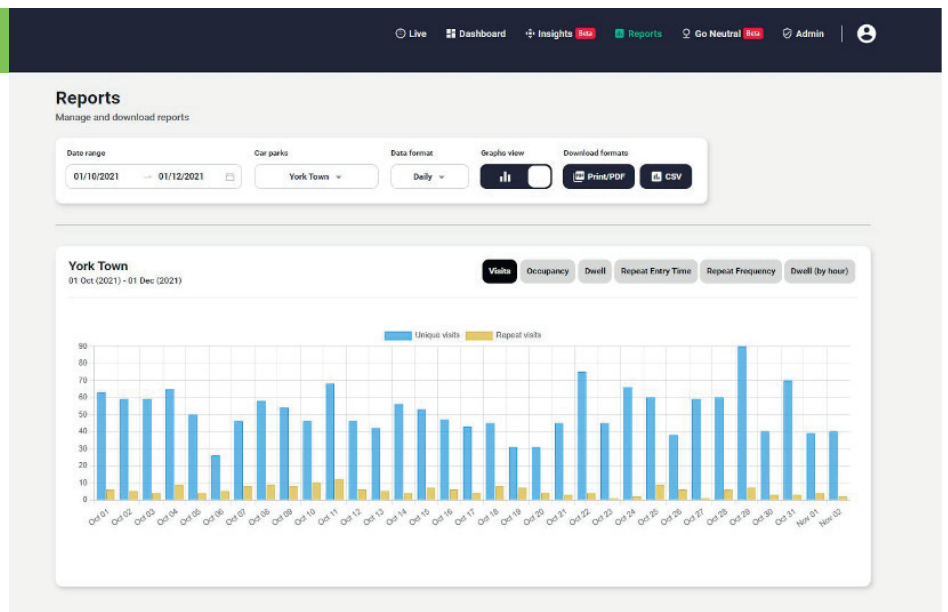 Live Dashboard Insights Beta Reports Go Neutral Beta Admin
Reports
Manage and download reports
Date range Car parks Data format Graphs view Download formats
01/10/2021 → 01/12/2021 York Town Daily Print/PDF CSV
York Town
01 Oct (2021) - 01 Dec (2021)
Visits Occupancy Dwell Repeat Entry Time Repeat Frequency Dwell (by hour)
Unique visits Repeat visits
90
80
70
60
50
40
30
20
10
0
Oct 01 Oct 02 Oct 03 Oct 04 Oct 05 Oct 06 Oct 07 Oct 08 Oct 09 Oct 10 Oct 11 Oct 12 Oct 13 Oct 14 Oct 15 Oct 16 Oct 17 Oct 18 Oct 19 Oct 20 Oct 21 Oct 22 Oct 23 Oct 24 Oct 25 Oct 26 Oct 27 Oct 28 Oct 29 Oct 30 Oct 31 Nov 01 Nov 02